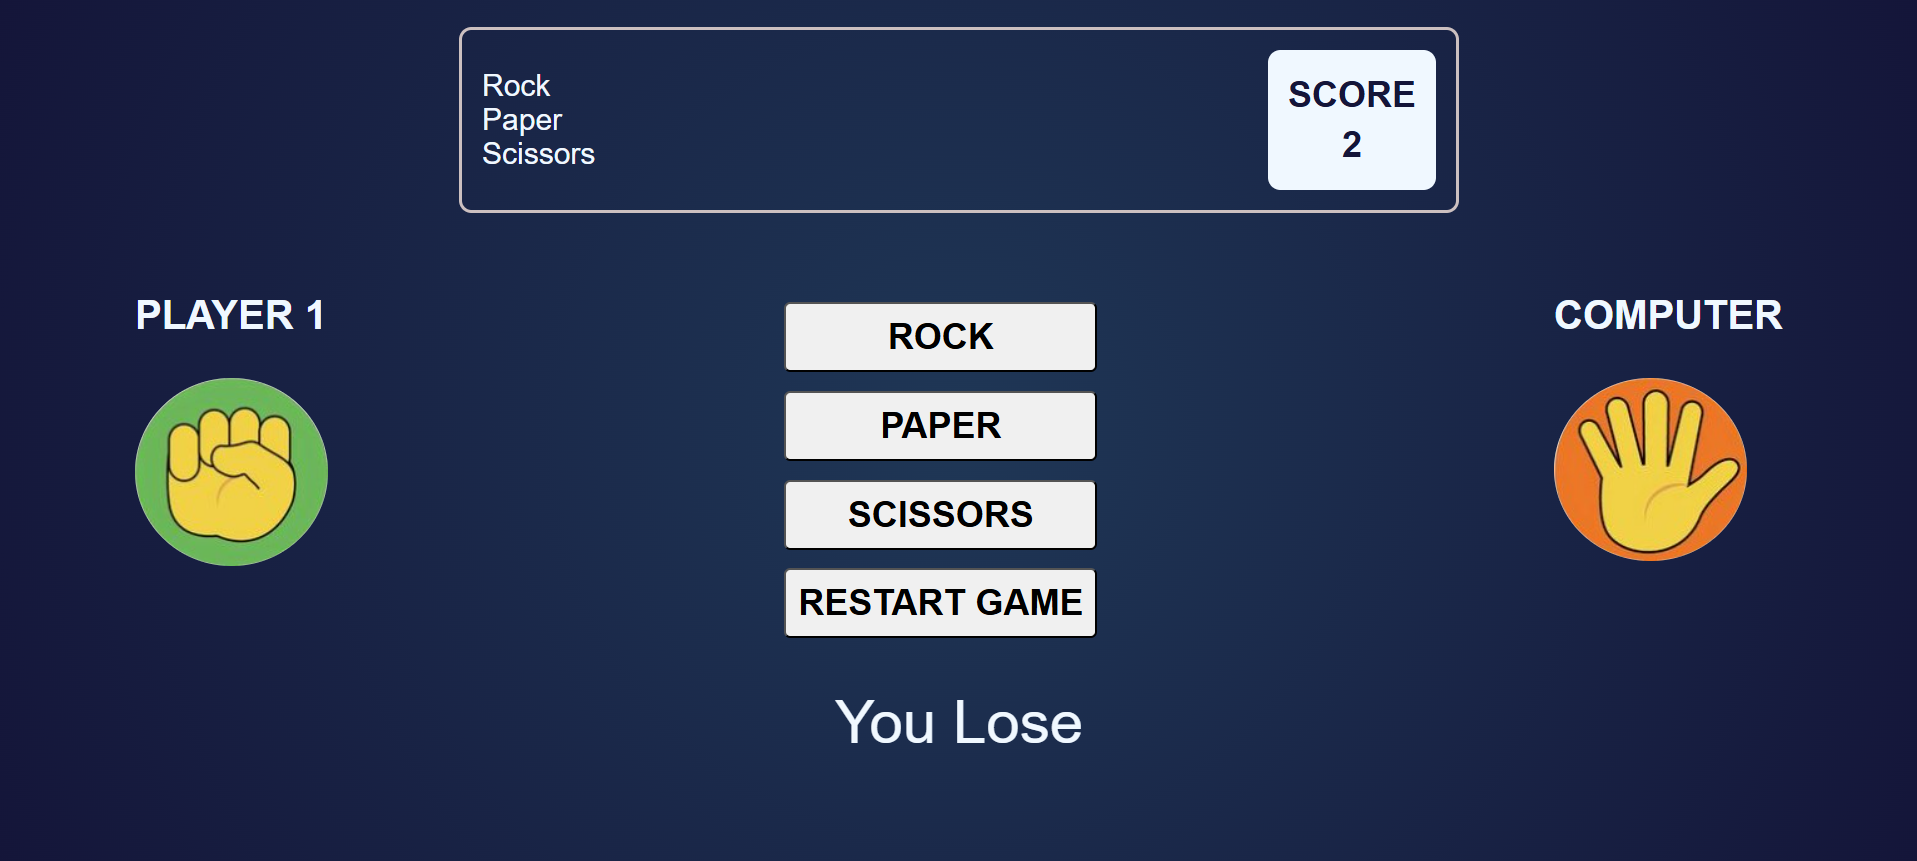 Rock
Paper
Scissors
SCORE
2
PLAYER 1
COMPUTER
ROCK
PAPER
SCISSORS
RESTART GAME
You Lose